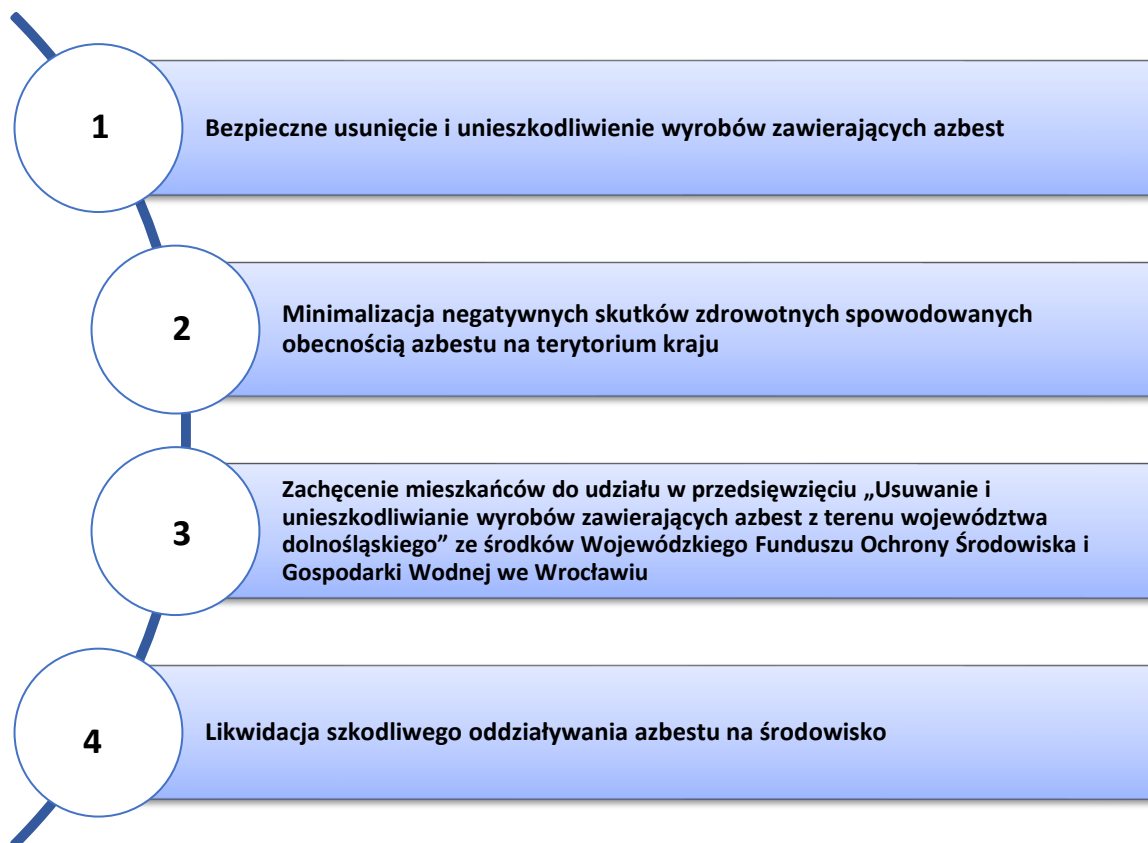 1
Bezpieczne usunięcie i unieszkodliwienie wyrobów zawierających azbest
2
Minimalizacja negatywnych skutków zdrowotnych spowodowanych
obecnością azbestu na terytorium kraju
3
Zachęcenie mieszkańców do udziału w przedsięwzięciu „Usuwanie i
unieszkodliwianie wyrobów zawierających azbest z terenu województwa
dolnośląskiego” ze środków Wojewódzkiego Funduszu Ochrony Środowiska i
Gospodarki Wodnej we Wrocławiu
4
Likwidacja szkodliwego oddziaływania azbestu na środowisko